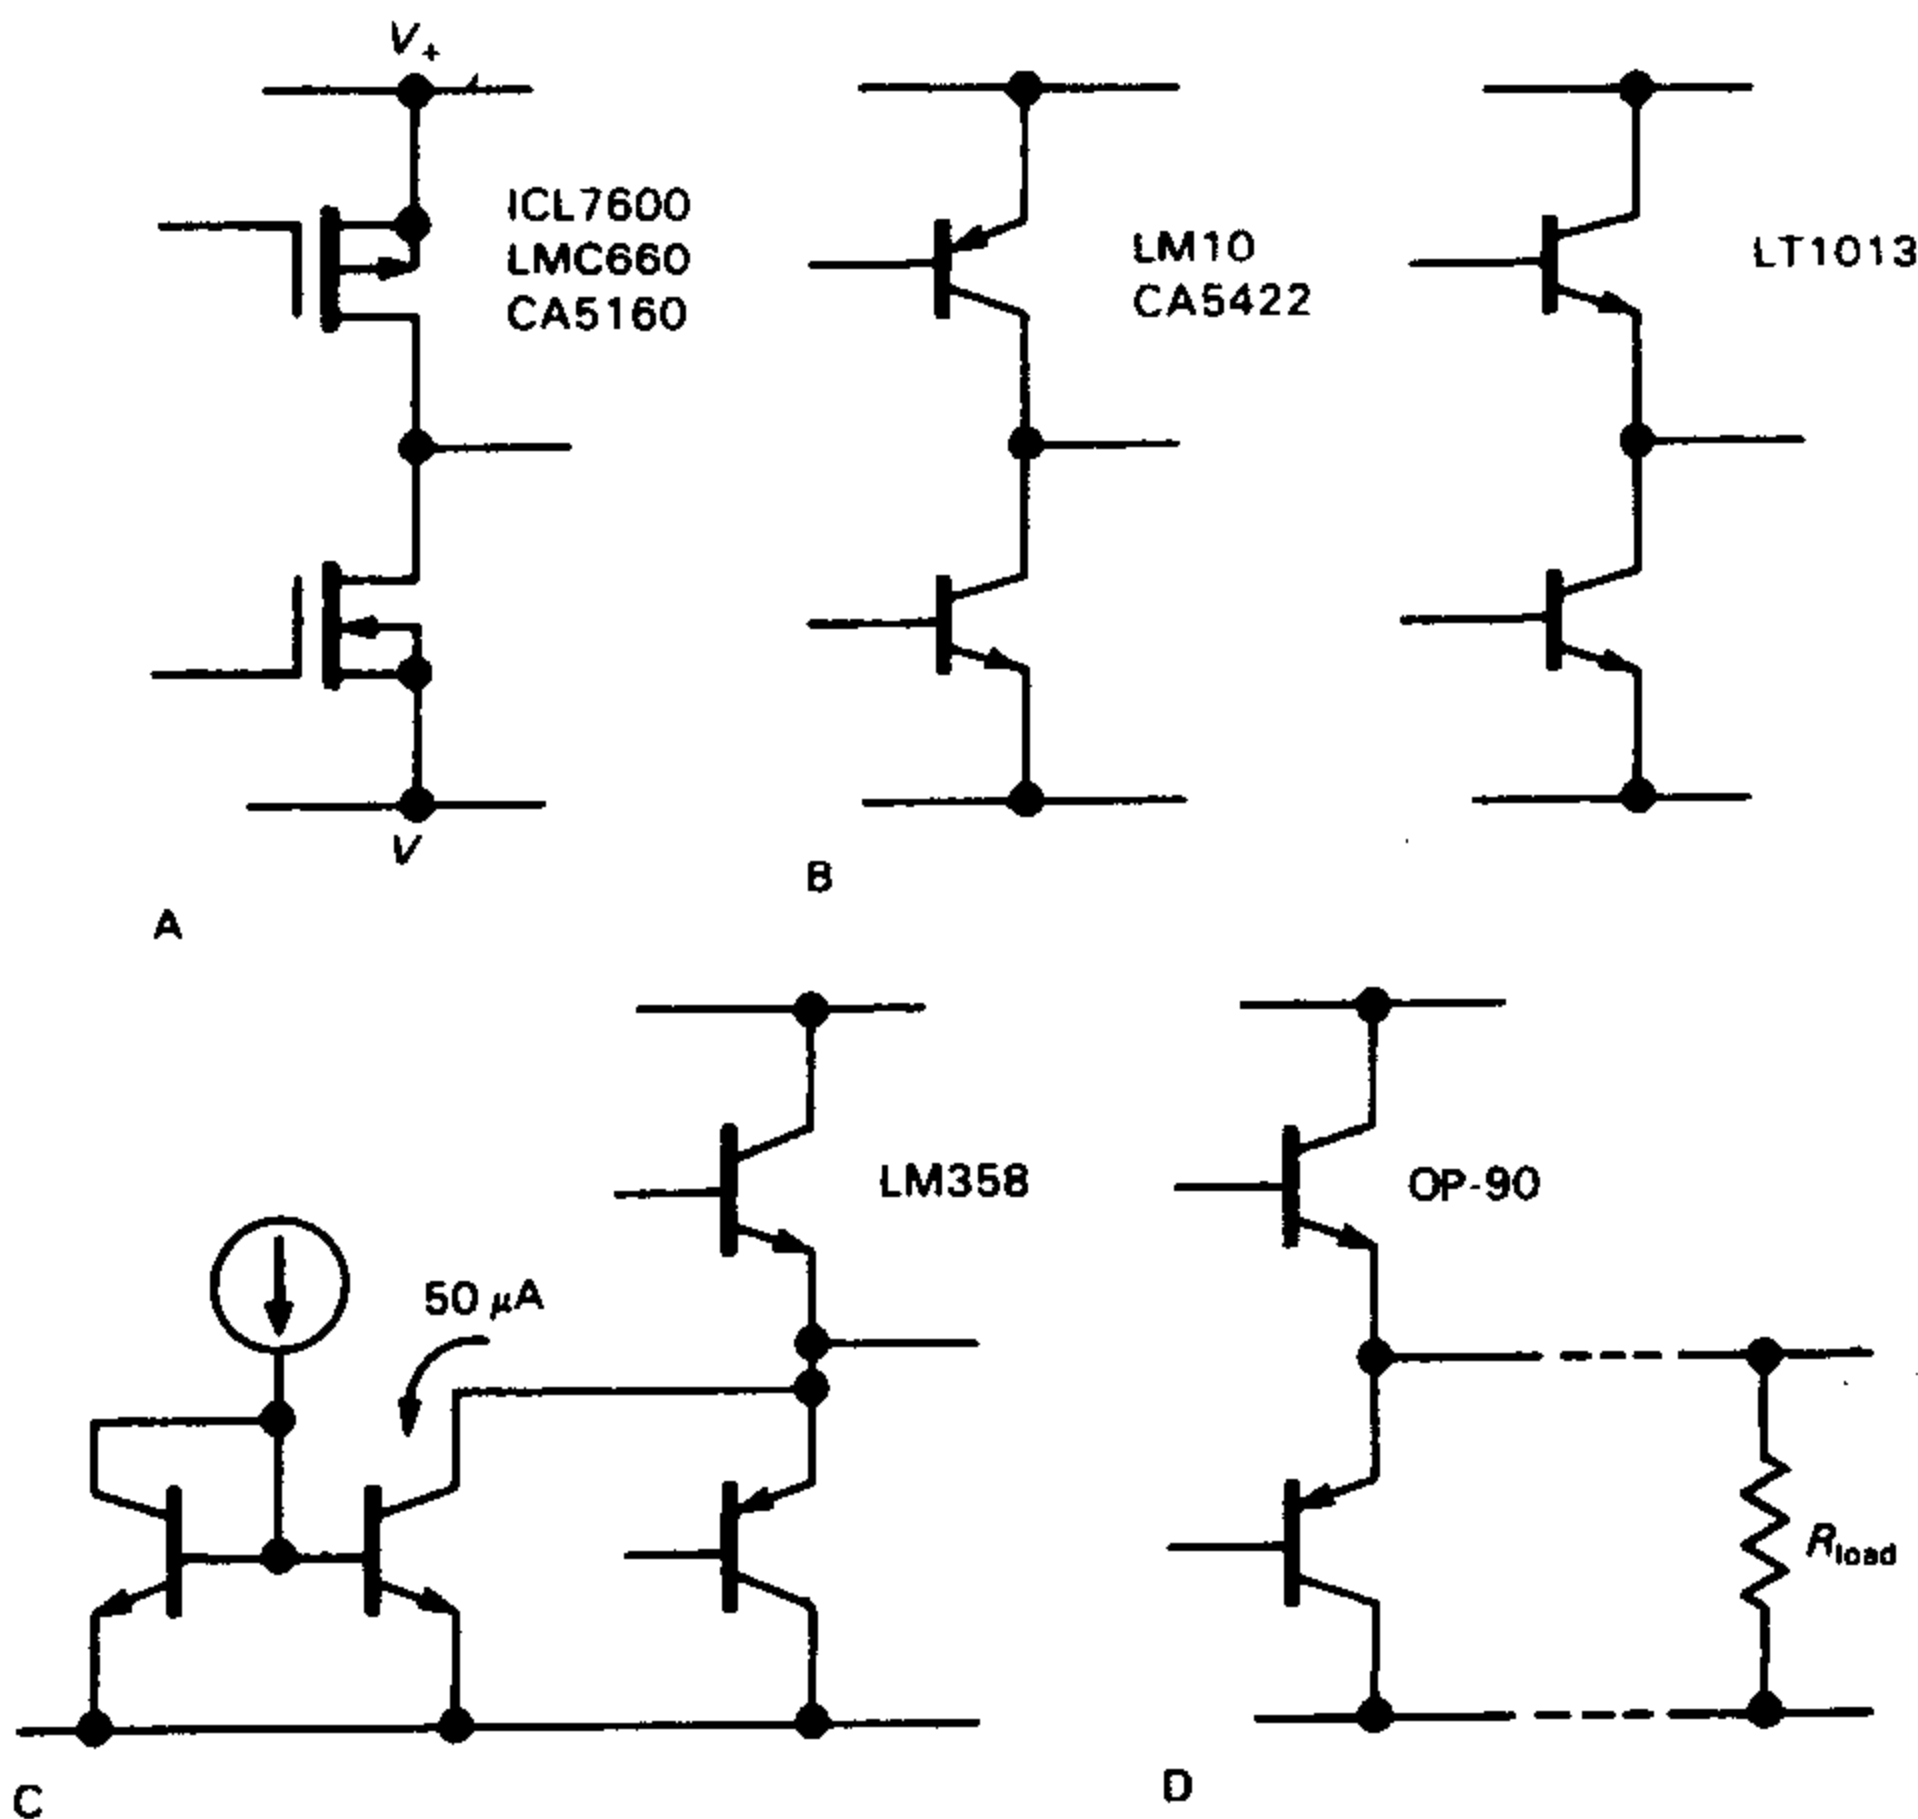 V+
ICL7600
LMC660
CA5160
LM10
CA5422
LT1013
V
A
B
LM358
50 μA
OP-90
Rload
C
D